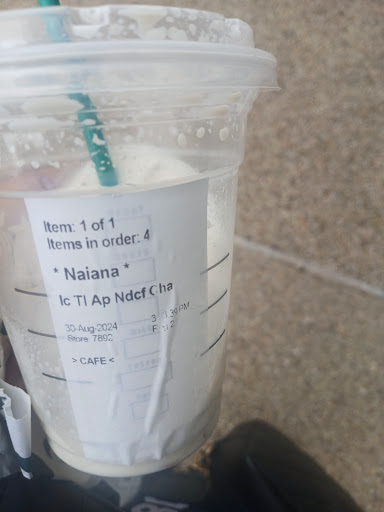 Item: 1 of 1
Items in order: 4
* Naiana *
Ic Tl Ap Ndcf Cha
30-Aug-2024
Store: 7892
> CAFE <